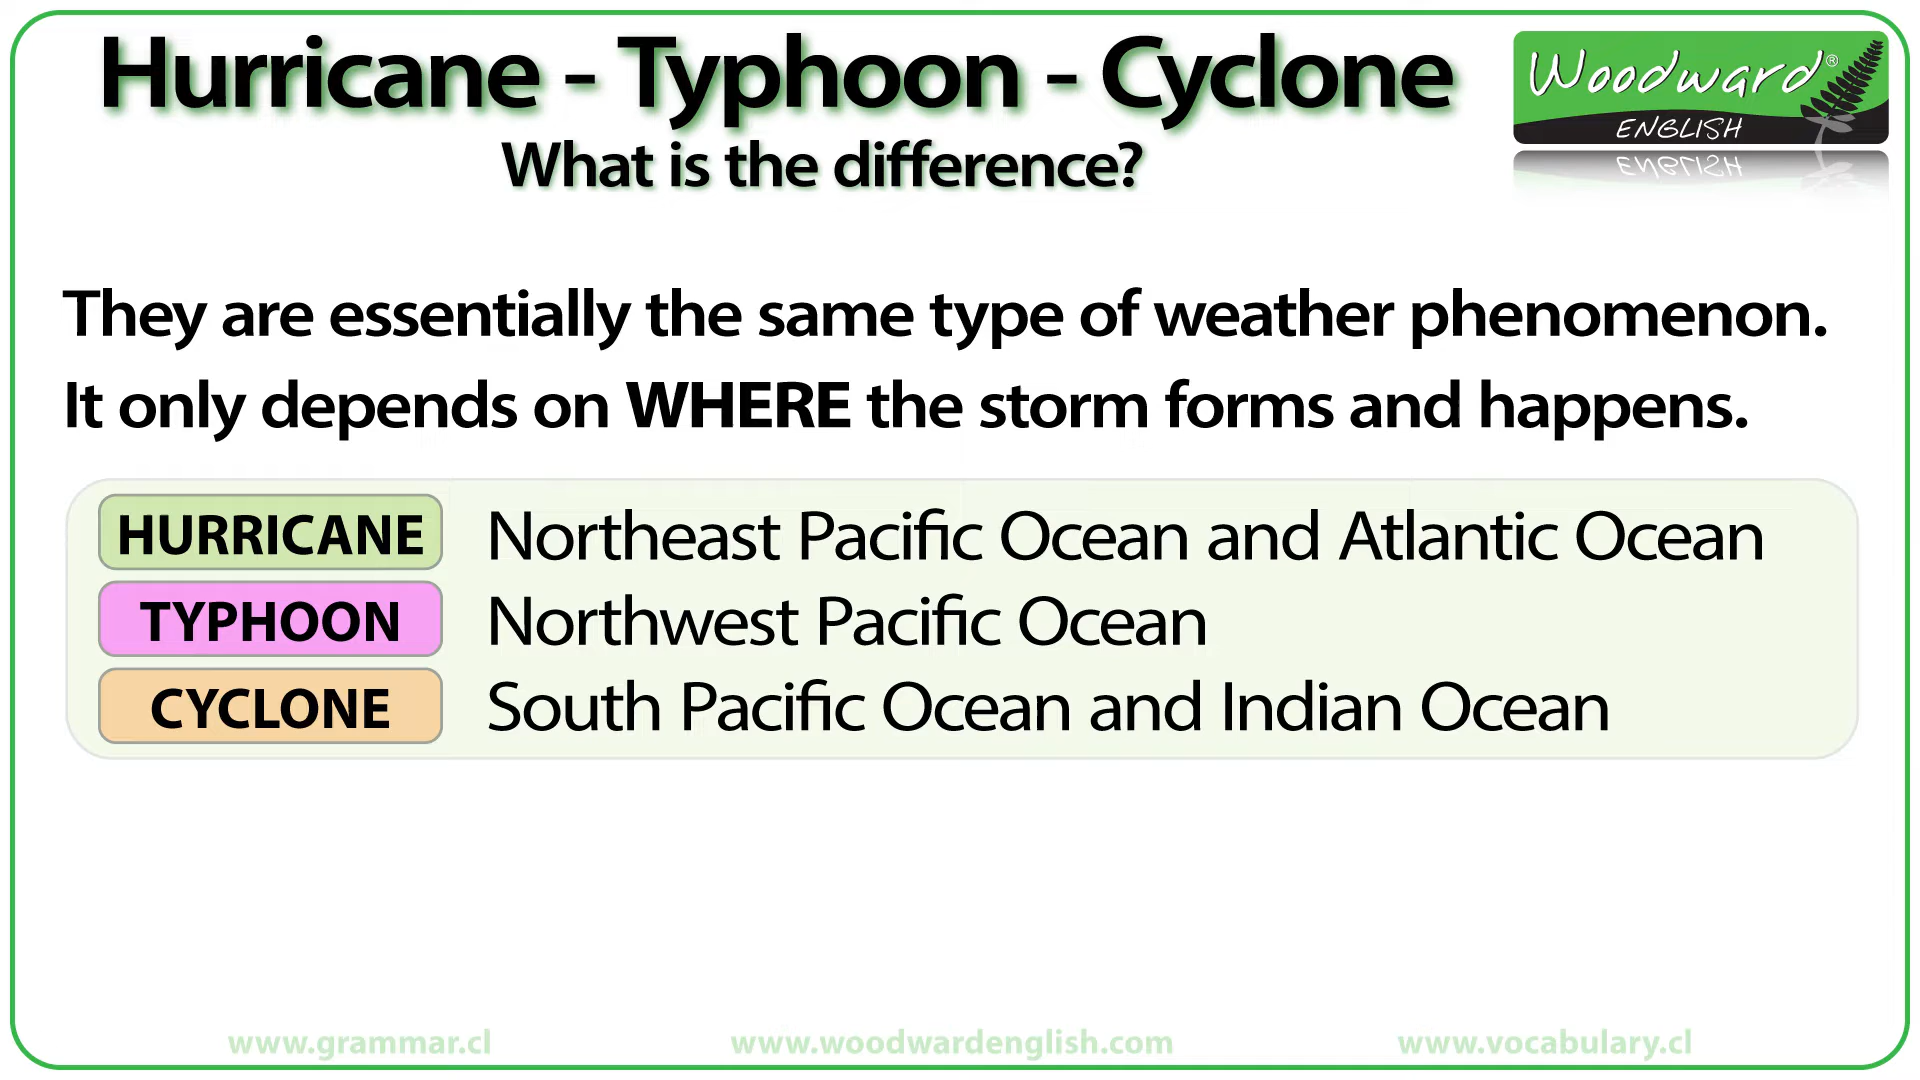 Hurricane - Typhoon - Cyclone
What is the difference?
Woodward®
ENGLISH
They are essentially the same type of weather phenomenon.
It only depends on WHERE the storm forms and happens.
HURRICANE Northeast Pacific Ocean and Atlantic Ocean
TYPHOON Northwest Pacific Ocean
CYCLONE South Pacific Ocean and Indian Ocean
www.grammar.cl www.woodwardenglish.com www.vocabulary.cl